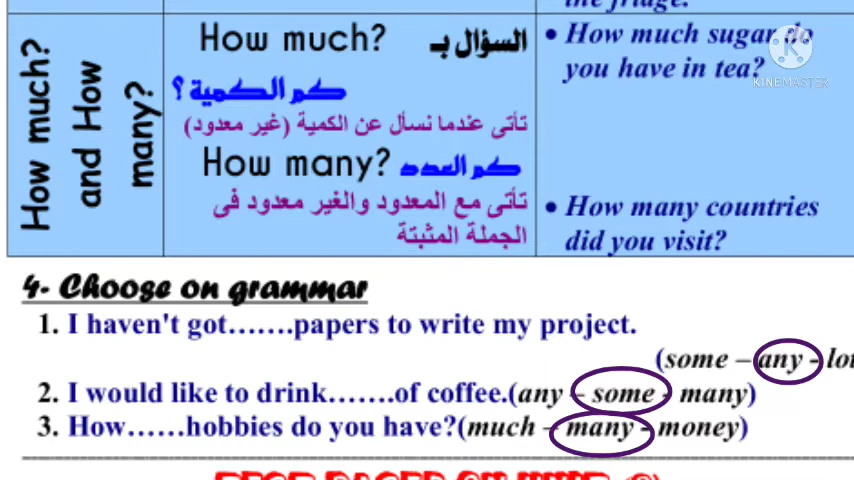 the fridge.
How much?
and How
many?
السؤال بـ How much?
كم الكمية ؟
تأتى عندما نسأل عن الكمية (غير معدود)
How many? كم العدد
تأتى مع المعدود والغير معدود فى
الجملة المثبتة
• How much sugar do
you have in tea?
KINEMASTER
• How many countries
did you visit?
4- Choose on grammar
1. I haven't got…….papers to write my project.
(some – any - lot
2. I would like to drink…….of coffee.(any – some - many)
3. How……hobbies do you have?(much – many - money)